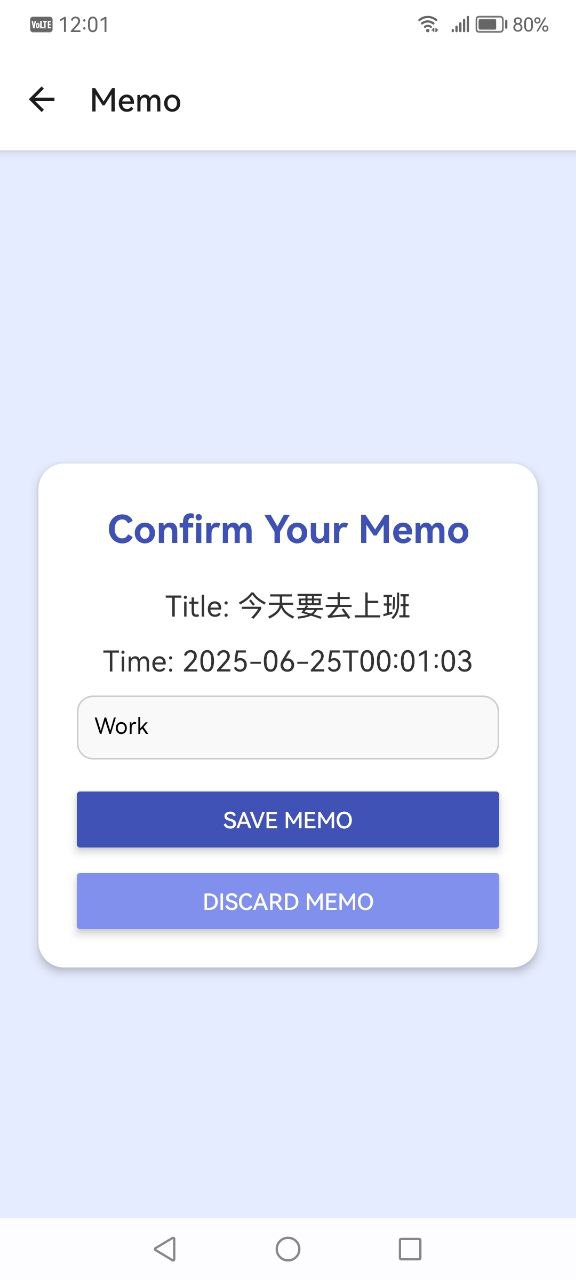 VoLTE 12:01 80%
Memo
Confirm Your Memo
Title: 今天要去上班
Time: 2025-06-25T00:01:03
Work
SAVE MEMO
DISCARD MEMO